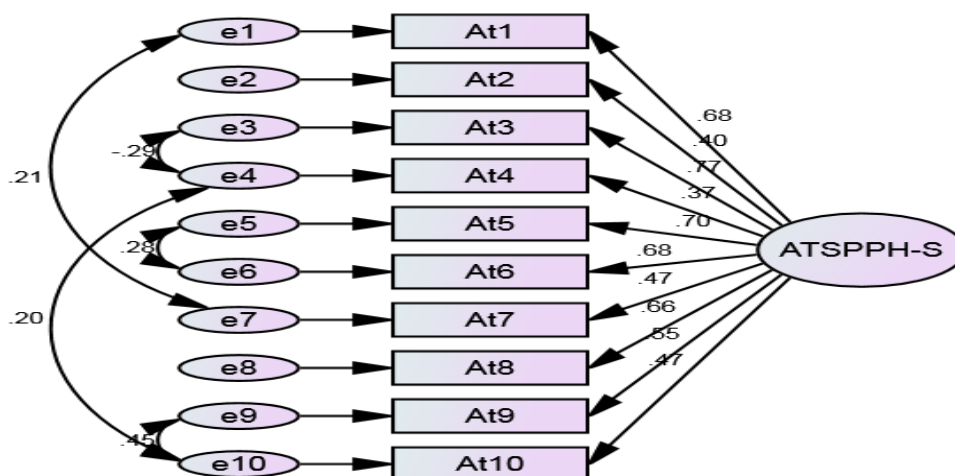 e1 At1
e2 At2
.68
e3 At3
.40
-.29
.77
.21
e4 At4
.37
e5 At5
.70
.28
.68
ATSPPH-S
e6 At6
.47
.20
e7 At7
.66
.55
e8 At8
.47
e9 At9
.45
e10 At10